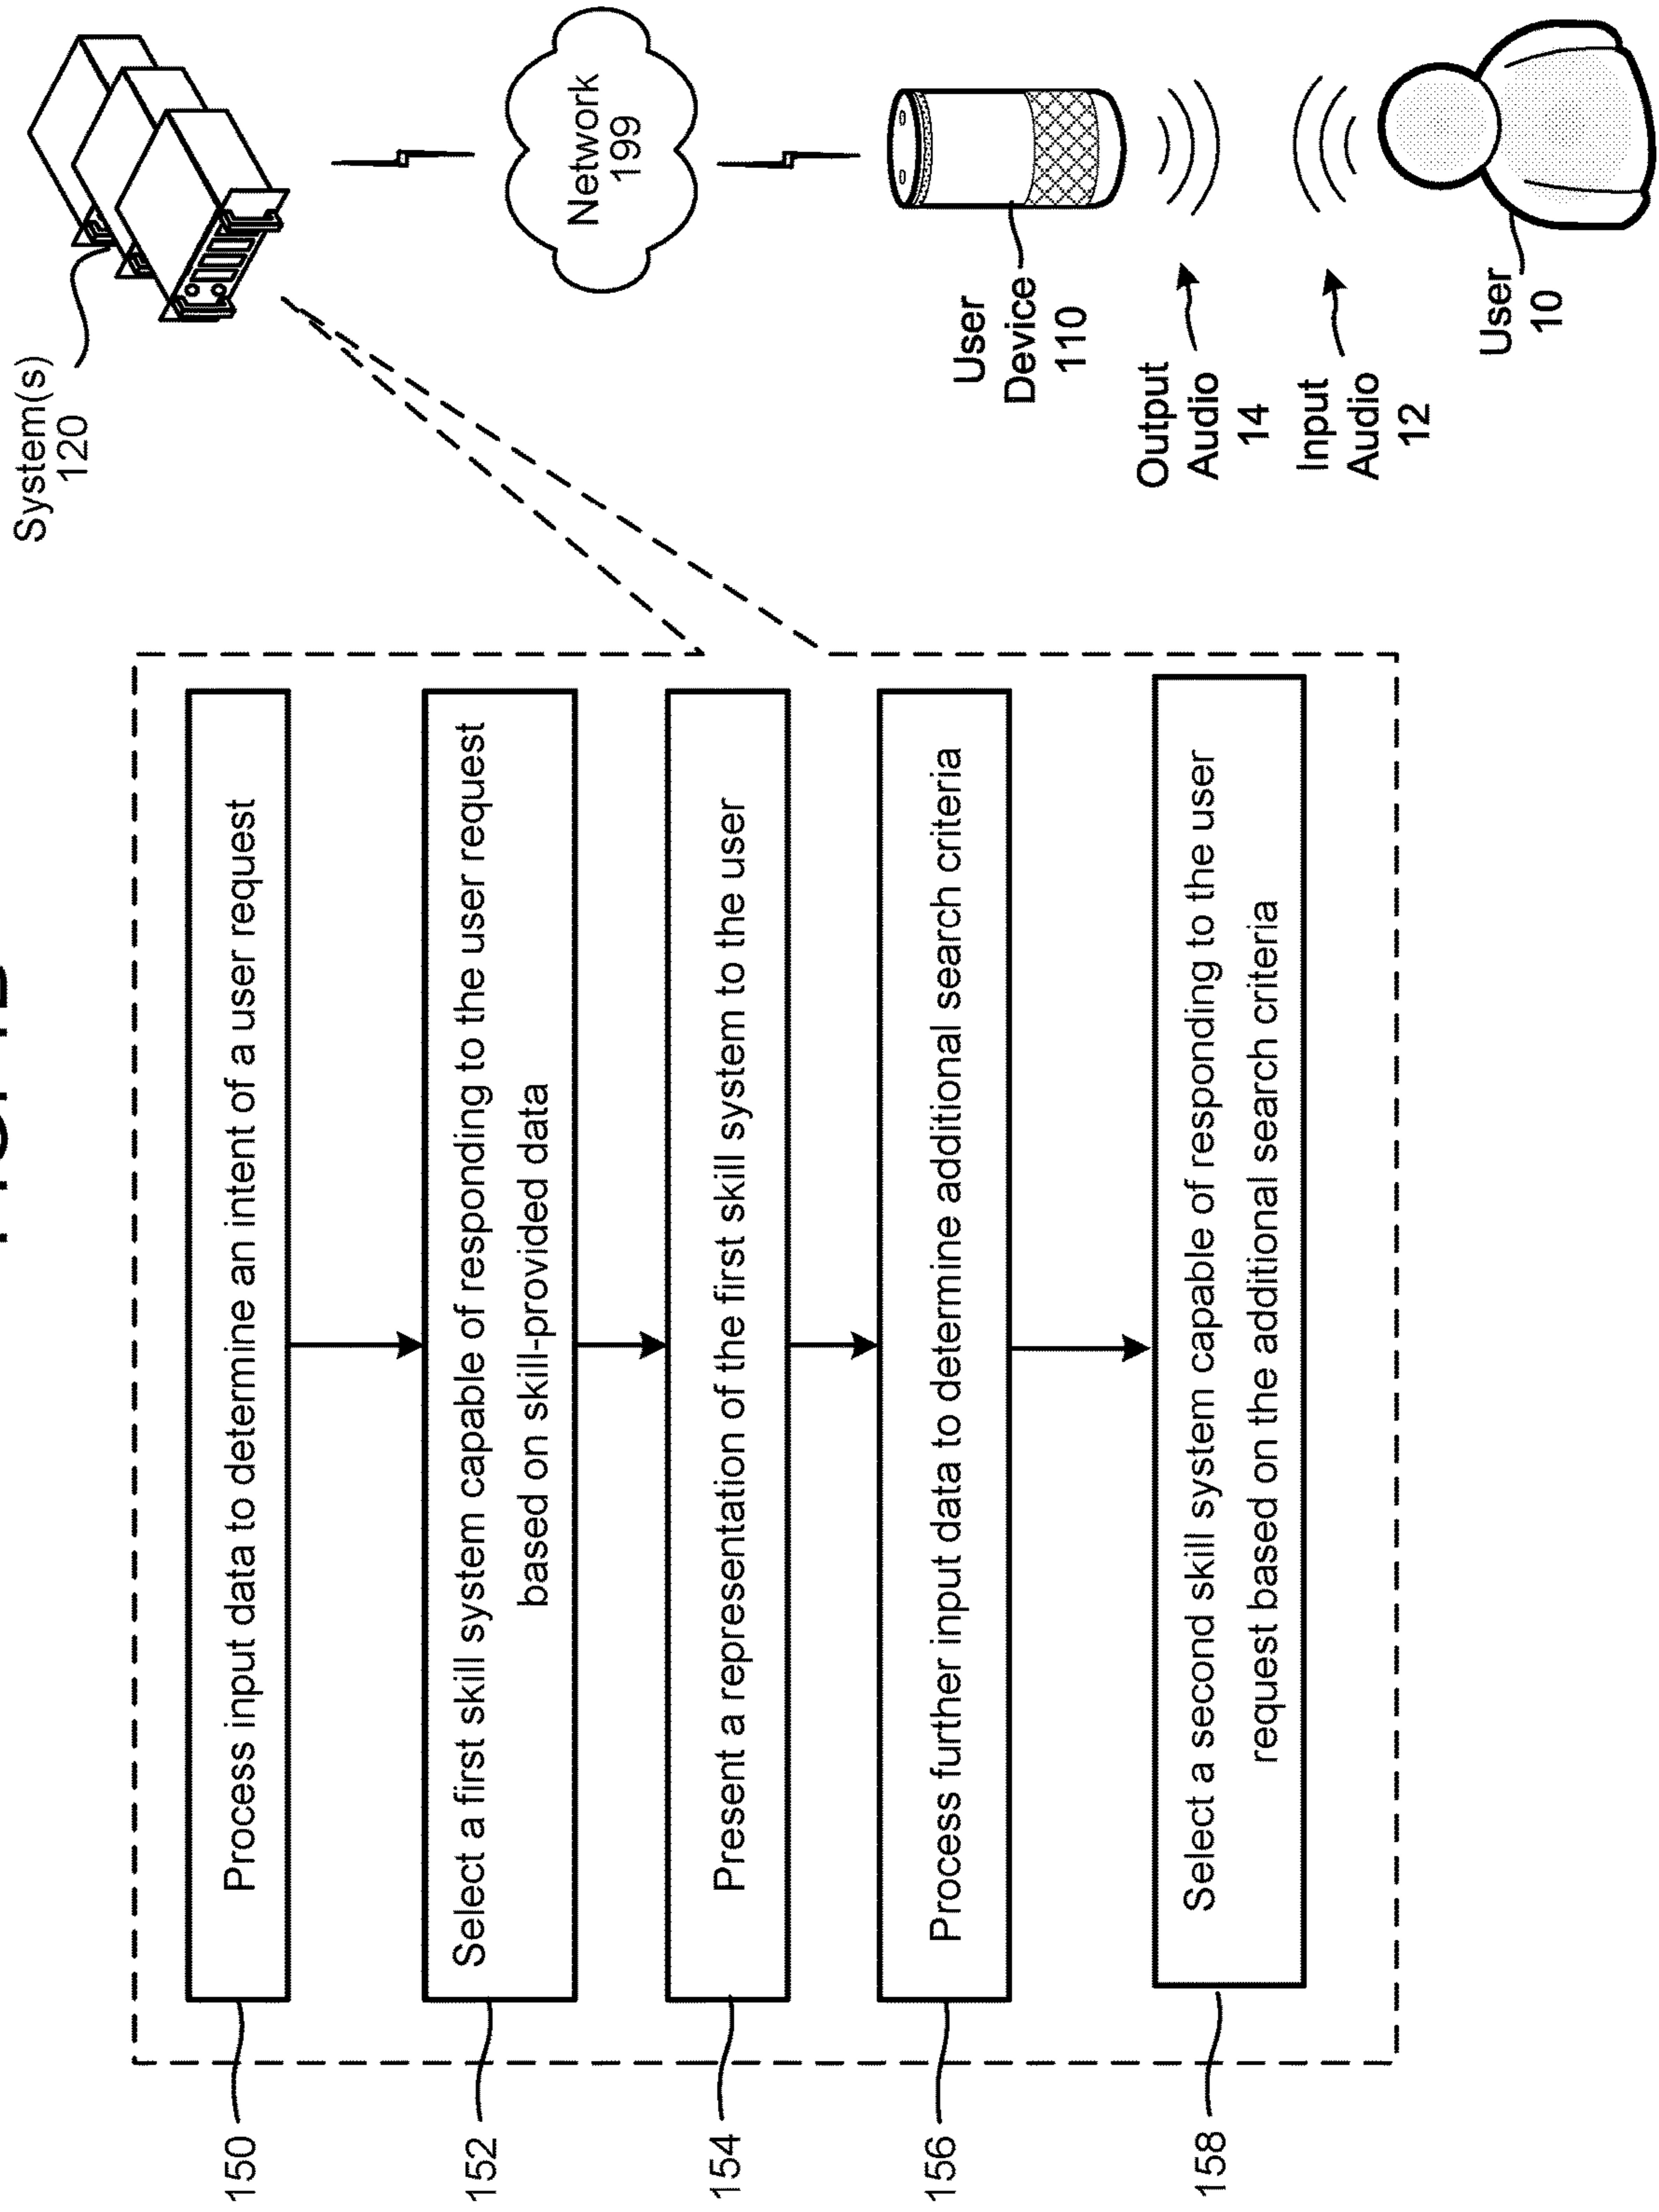 150
Process input data to determine an intent of a user request
152
Select a first skill system capable of responding to the user request
based on skill-provided data
154
Present a representation of the first skill system to the user
156
Process further input data to determine additional search criteria
158
Select a second skill system capable of responding to the user
request based on the additional search criteria
System(s)
120
Network
199
User
Device
110
Output
Audio
14
Input
Audio
12
User
10